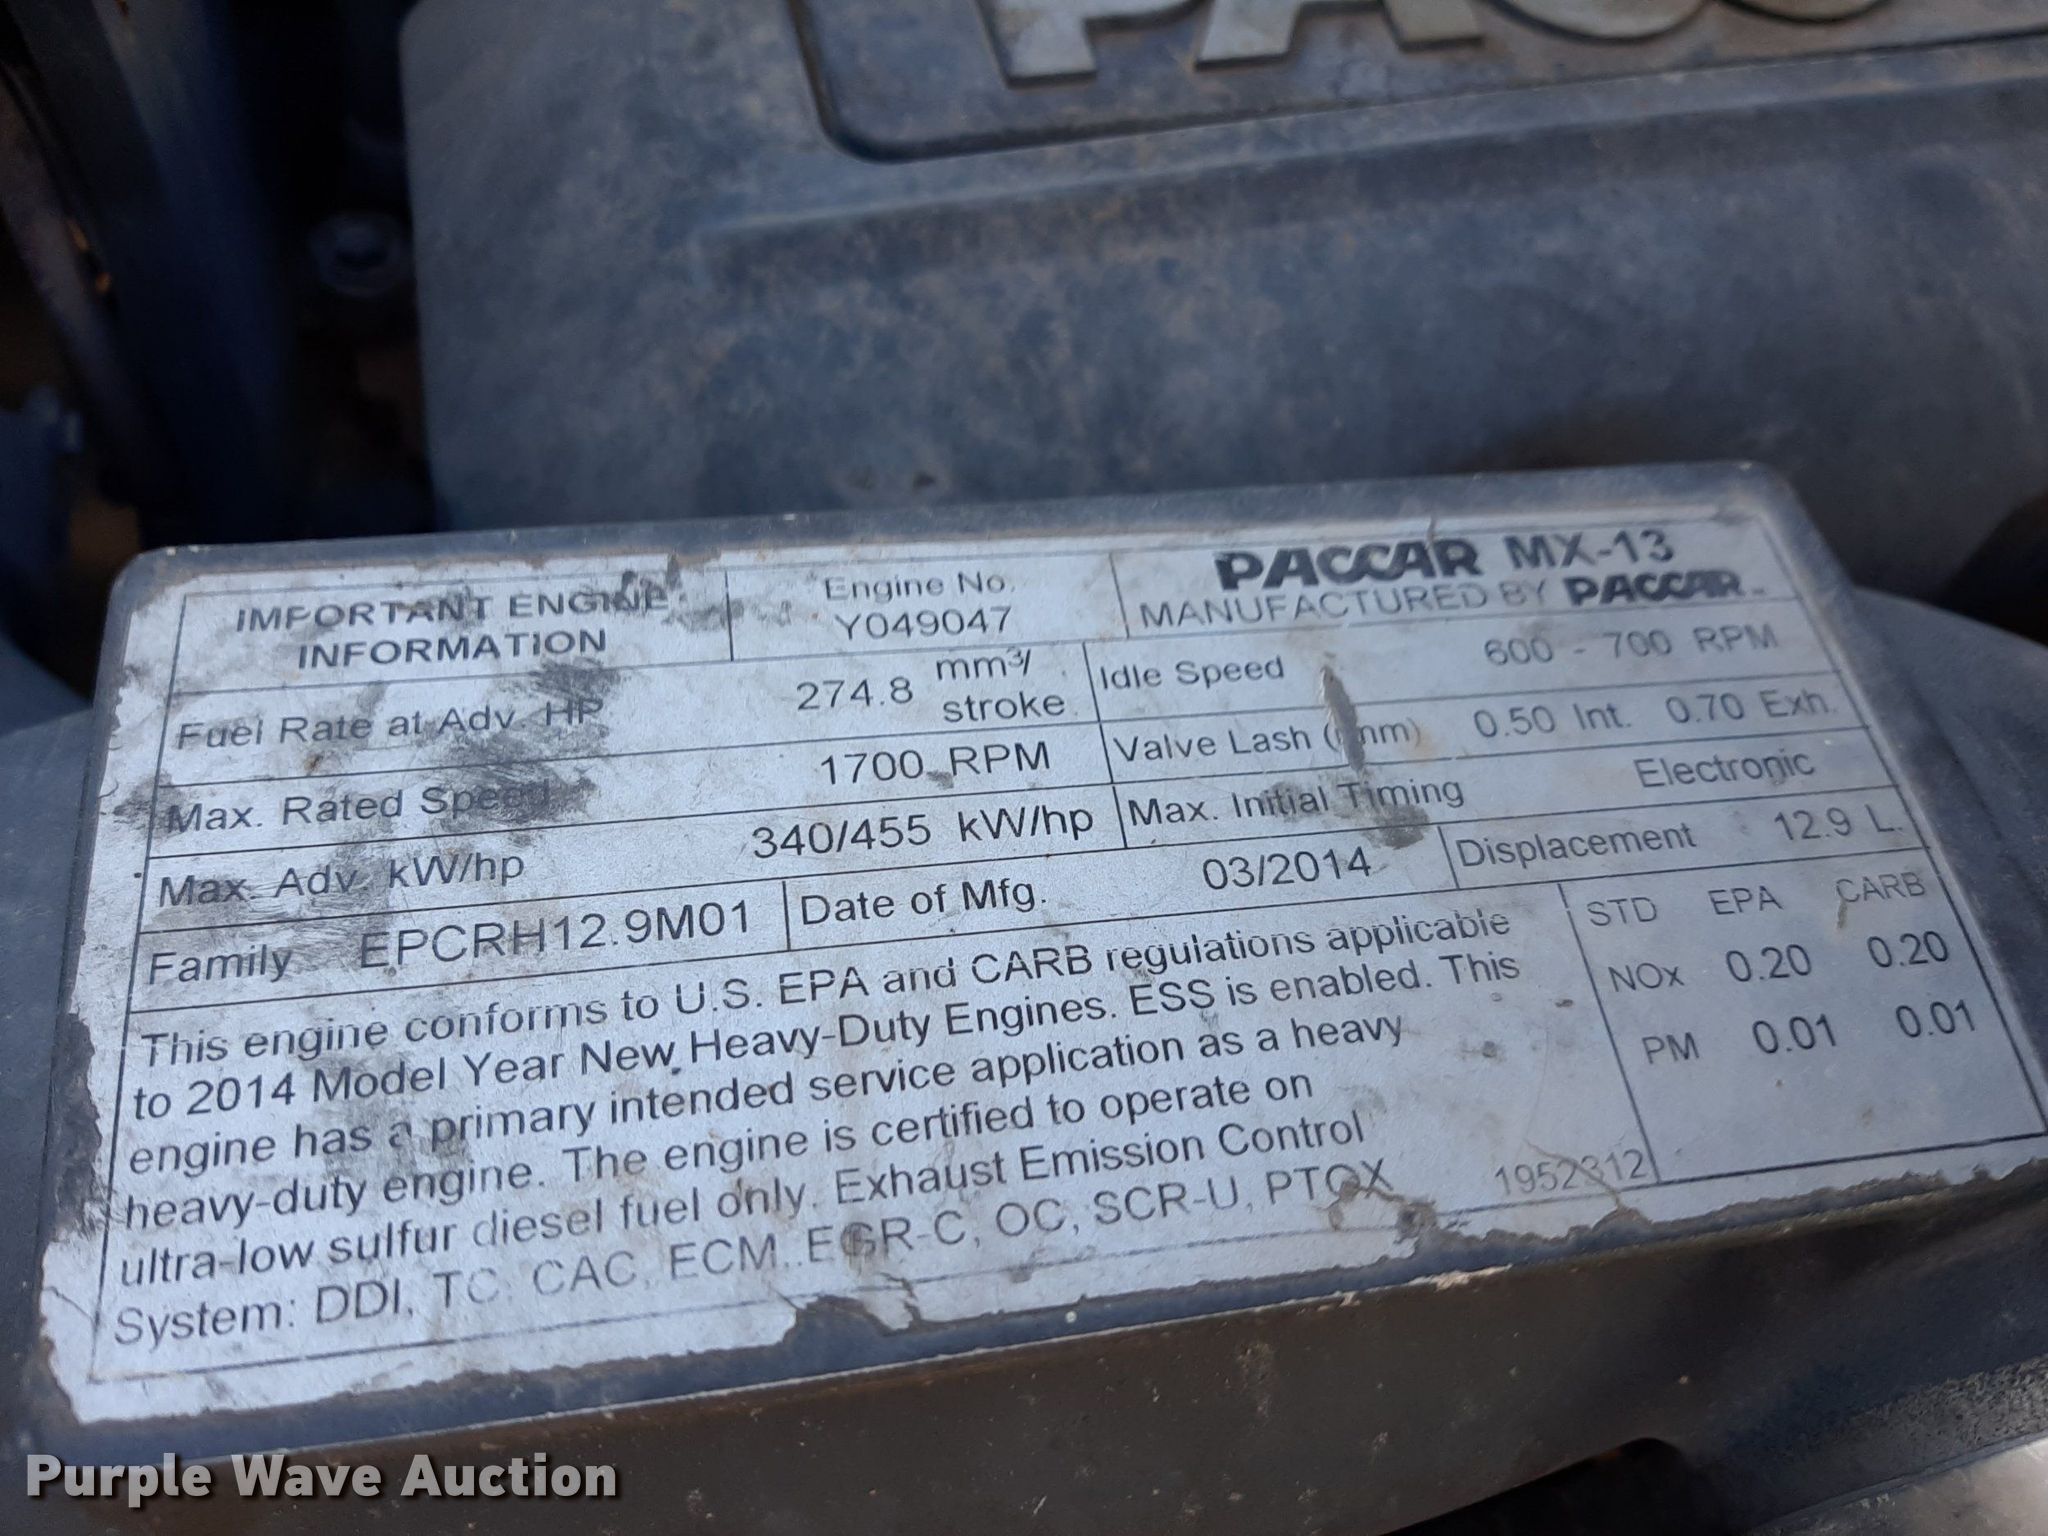 PACC
IMPORTANT ENGINE
INFORMATION
Engine No.
Y049047
PACCAR MX-13
MANUFACTURED BY PACCAR
Fuel Rate at Adv. HP 274.8 mm³/
stroke
Idle Speed 600 - 700 RPM
Max. Rated Speed 1700 RPM
Valve Lash (mm) 0.50 Int. 0.70 Exh.
Max. Adv. kW/hp 340/455 kW/hp
Max. Initial Timing Electronic
Family EPCRH12.9M01
Date of Mfg. 03/2014
Displacement 12.9 L.
This engine conforms to U.S. EPA and CARB regulations applicable
to 2014 Model Year New Heavy-Duty Engines. ESS is enabled. This
engine has a primary intended service application as a heavy
heavy-duty engine. The engine is certified to operate on
ultra-low sulfur diesel fuel only. Exhaust Emission Control
System: DDI, TC, CAC, ECM, EGR-C, OC, SCR-U, PTOX
STD EPA CARB
NOx 0.20 0.20
PM 0.01 0.01
1952312
Purple Wave Auction